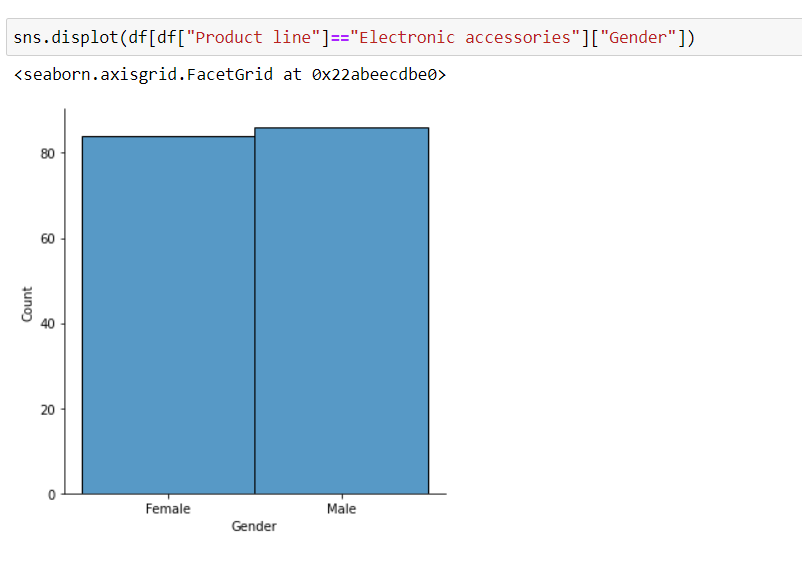 sns.displot(df[df["Product line"]=="Electronic accessories"]["Gender"])
<seaborn.axisgrid.FacetGrid at 0x22abeecdbe0>
80
60
40
20
0
Count
Female Male
Gender